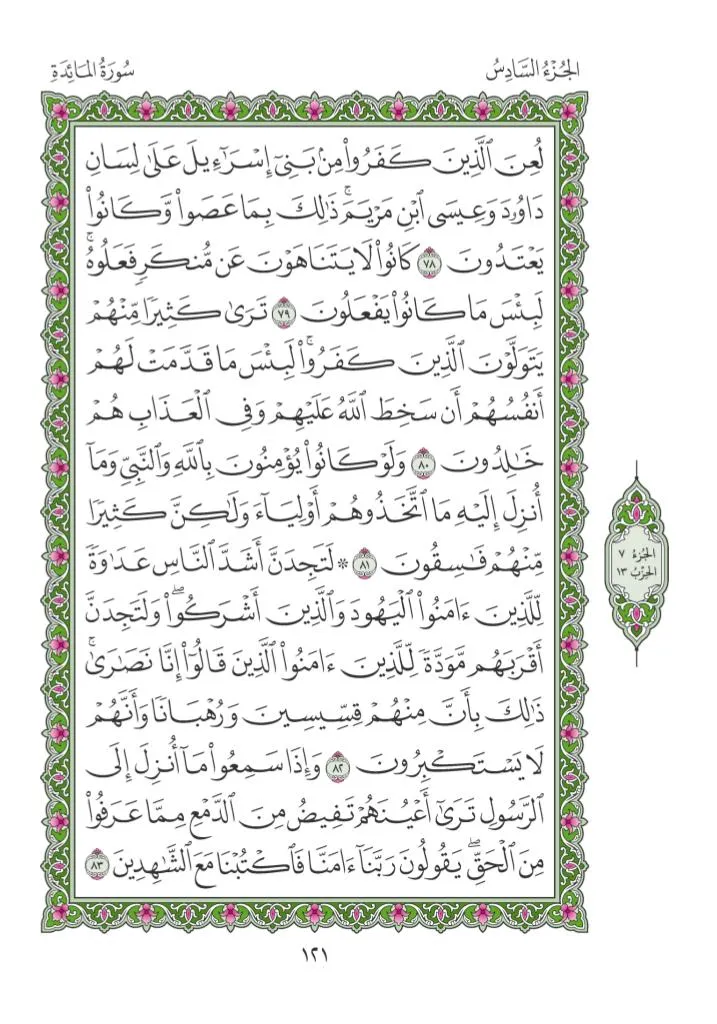 الجُزْءُ السَّادِسُ
سُورَةُ المَائِدَةِ
لُعِنَ ٱلَّذِينَ كَفَرُوا۟ مِنۢ بَنِىٓ إِسْرَٰٓءِيلَ عَلَىٰ لِسَانِ
دَاوُۥدَ وَعِيسَى ٱبْنِ مَرْيَمَ ۚ ذَٰلِكَ بِمَا عَصَوا۟ وَّكَانُوا۟
يَعْتَدُونَ ٧٨ كَانُوا۟ لَا يَتَنَاهَوْنَ عَن مُّنكَرٍ فَعَلُوهُ ۚ
لَبِئْسَ مَا كَانُوا۟ يَفْعَلُونَ ٧٩ تَرَىٰ كَثِيرًا مِّنْهُمْ
يَتَوَلَّوْنَ ٱلَّذِينَ كَفَرُوا۟ ۚ لَبِئْسَ مَا قَدَّمَتْ لَهُمْ
أَنفُسُهُمْ أَن سَخِطَ ٱللَّهُ عَلَيْهِمْ وَفِى ٱلْعَذَابِ هُمْ
خَٰلِدُونَ ٨٠ وَلَوْ كَانُوا۟ يُؤْمِنُونَ بِٱللَّهِ وَٱلنَّبِىِّ وَمَآ
أُنزِلَ إِلَيْهِ مَا ٱتَّخَذُوهُمْ أَوْلِيَآءَ وَلَٰكِنَّ كَثِيرًا
مِّنْهُمْ فَٰسِقُونَ ٨١ ۞ لَتَجِدَنَّ أَشَدَّ ٱلنَّاسِ عَدَٰوَةً
لِّلَّذِينَ ءَامَنُوا۟ ٱلْيَهُودَ وَٱلَّذِينَ أَشْرَكُوا۟ ۖ وَلَتَجِدَنَّ
أَقْرَبَهُم مَّوَدَّةً لِّلَّذِينَ ءَامَنُوا۟ ٱلَّذِينَ قَالُوٓا۟ إِنَّا نَصَٰرَىٰ ۚ
ذَٰلِكَ بِأَنَّ مِنْهُمْ قِسِّيسِينَ وَرُهْبَانًا وَأَنَّهُمْ
لَا يَسْتَكْبِرُونَ ٨٢ وَإِذَا سَمِعُوا۟ مَآ أُنزِلَ إِلَى
ٱلرَّسُولِ تَرَىٰٓ أَعْيُنَهُمْ تَفِيضُ مِنَ ٱلدَّمْعِ مِمَّا عَرَفُوا۟
مِنَ ٱلْحَقِّ ۖ يَقُولُونَ رَبَّنَآ ءَامَنَّا فَٱكْتُبْنَا مَعَ ٱلشَّٰهِدِينَ ٨٣
الجُزءُ ٧
الحِزْبُ ١٣
١٢١